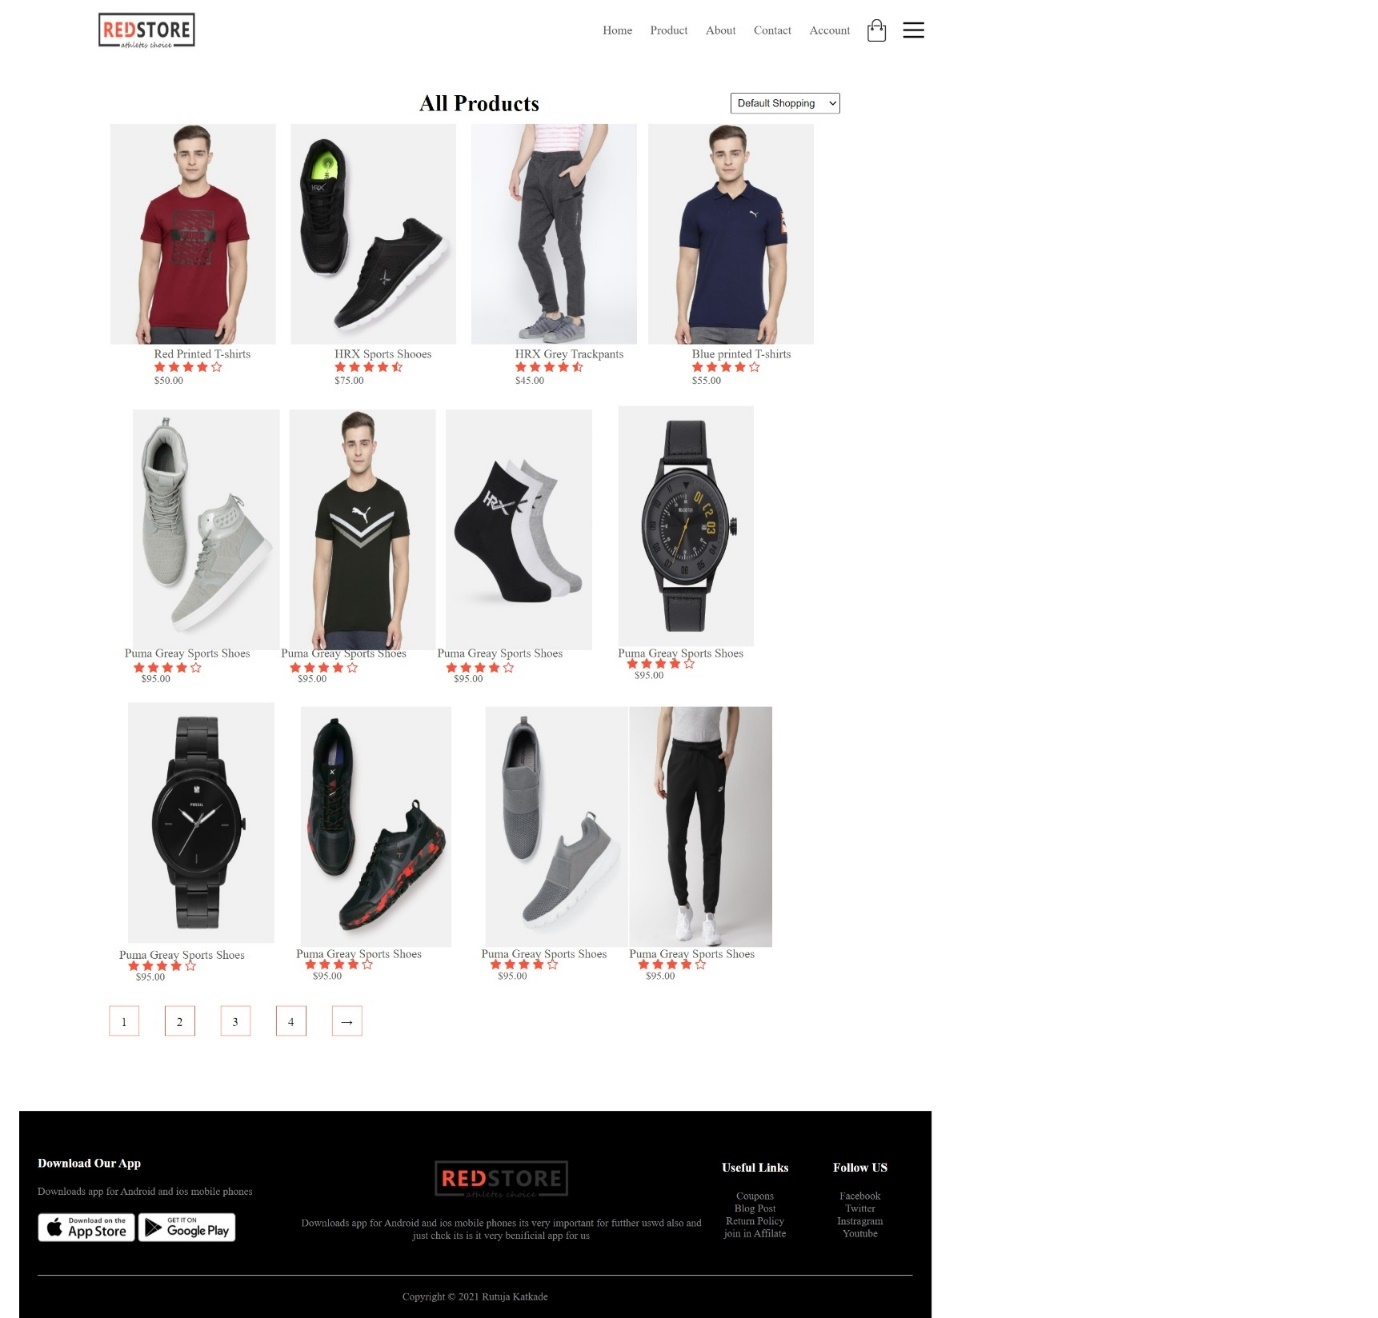 REDSTORE
athletes choice
Home Product About Contact Account
All Products
Default Shopping
Red Printed T-shirts
$50.00
HRX Sports Shooes
$75.00
HRX Grey Trackpants
$45.00
Blue printed T-shirts
$55.00
HRX
Puma Greay Sports Shoes
$95.00
Puma Greay Sports Shoes
$95.00
Puma Greay Sports Shoes
$95.00
Puma Greay Sports Shoes
$95.00
Puma Greay Sports Shoes
$95.00
Puma Greay Sports Shoes
$95.00
Puma Greay Sports Shoes
$95.00
Puma Greay Sports Shoes
$95.00
1 2 3 4 →
Download Our App
Downloads app for Android and ios mobile phones
Download on the
App Store
GET IT ON
Google Play
REDSTORE
athletes choice
Downloads app for Android and ios mobile phones its very important for futther uswd also and
just chck its is it very benificial app for us
Useful Links
Coupons
Blog Post
Return Policy
join in Affilate
Follow US
Facebook
Twitter
Instragram
Youtube
Copyright © 2021 Rutuja Katkade